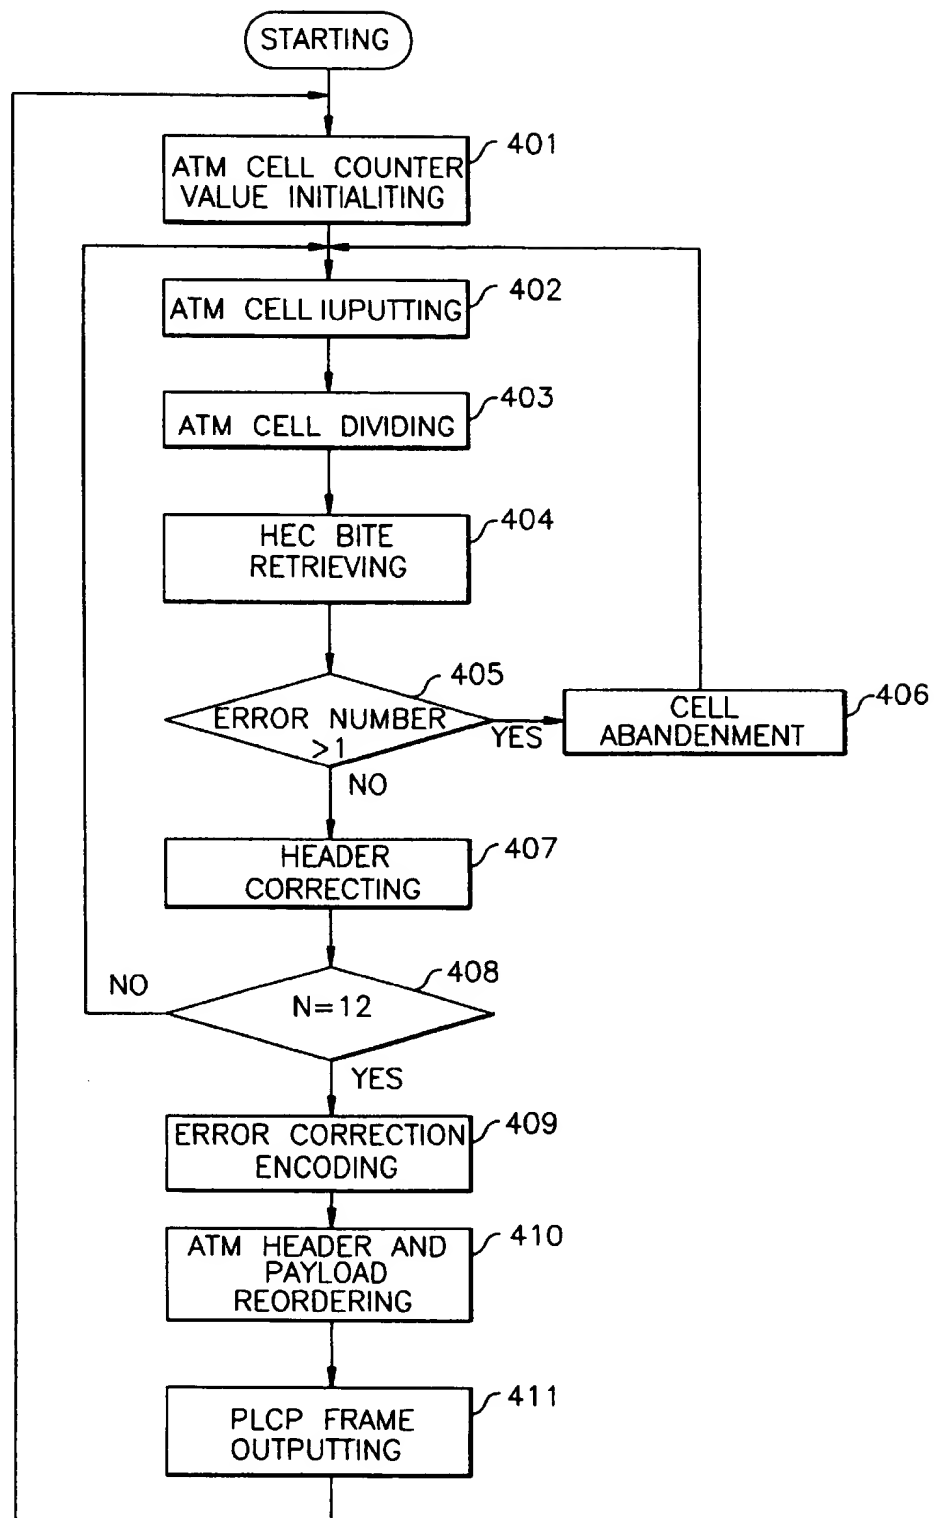 STARTING
401
ATM CELL COUNTER
VALUE INITIALITING
402
ATM CELL IUPUTTING
403
ATM CELL DIVIDING
404
HEC BITE
RETRIEVING
405
ERROR NUMBER
>1
YES
NO
406
CELL
ABANDENMENT
407
HEADER
CORRECTING
408
NO
N=12
YES
409
ERROR CORRECTION
ENCODING
410
ATM HEADER AND
PAYLOAD
REORDERING
411
PLCP FRAME
OUTPUTTING